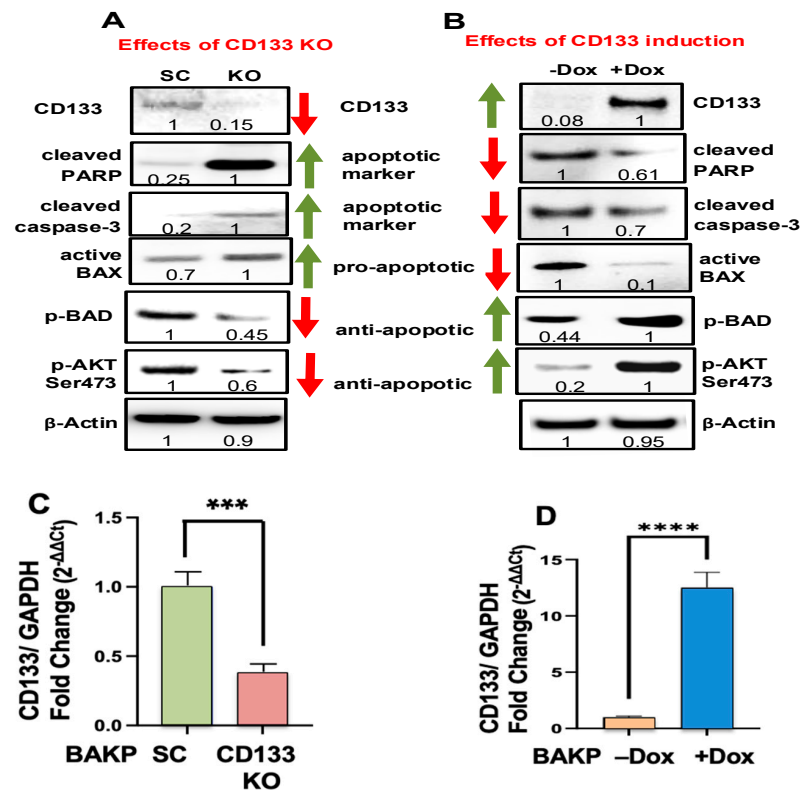 A
Effects of CD133 KO
SC KO
CD133
1 0.15
CD133
cleaved
PARP
0.25 1
apoptotic
marker
cleaved
caspase-3
0.2 1
apoptotic
marker
active
BAX
0.7 1
pro-apoptotic
p-BAD
1 0.45
anti-apopotic
p-AKT
Ser473
1 0.6
anti-apopotic
β-Actin
1 0.9
B
Effects of CD133 induction
-Dox +Dox
0.08 1
CD133
1 0.61
cleaved
PARP
1 0.7
cleaved
caspase-3
1 0.1
active
BAX
0.44 1
p-BAD
0.2 1
p-AKT
Ser473
1 0.95
β-Actin
C
CD133/ GAPDH
Fold Change (2-ΔΔCt)
1.5
1.0
0.5
0.0
***
BAKP SC CD133
KO
D
CD133/ GAPDH
Fold Change (2-ΔΔCt)
15
10
5
0
****
BAKP –Dox +Dox